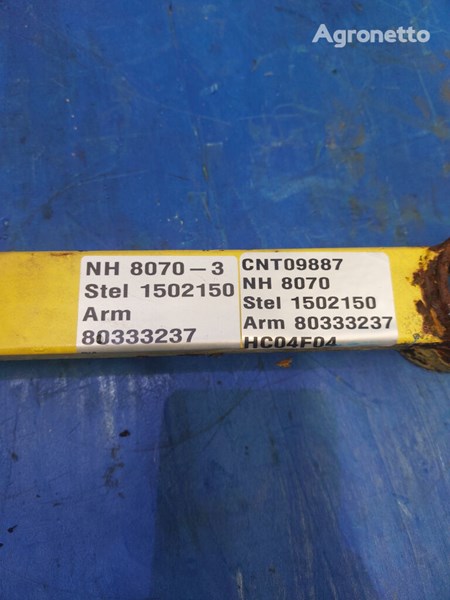 Agronetto
NH 8070 – 3
Stel 1502150
Arm
80333237
CNT09887
NH 8070
Stel 1502150
Arm 80333237
HC04F04